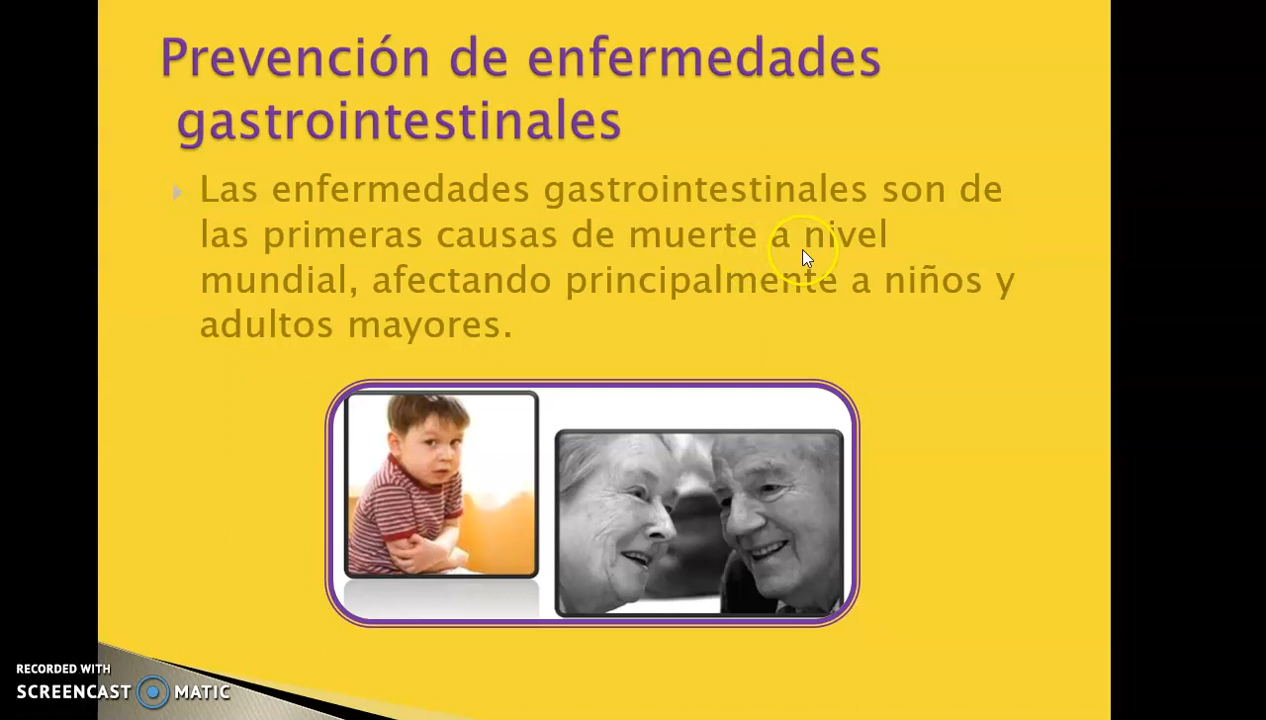 Prevención de enfermedades
gastrointestinales
Las enfermedades gastrointestinales son de
las primeras causas de muerte a nivel
mundial, afectando principalmente a niños y
adultos mayores.
RECORDED WITH
SCREENCAST MATIC